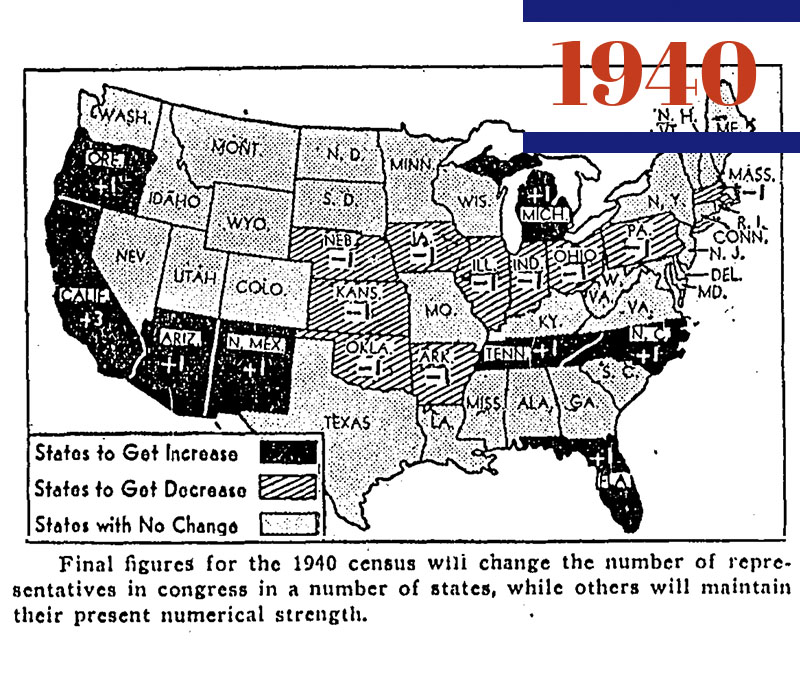 1940
WASH.
ORE.
+1
IDAHO
MONT.
WYO.
NEV
UTAH
COLO.
CALIF.
+3
ARIZ.
+1
N. MEX.
+1
N. D.
S. D.
NEB.
-1
KANS.
-1
OKLA.
-1
TEXAS
MINN.
IA.
-1
MO.
ARK.
-1
LA.
WIS.
ILL.
-1
IND.
-1
MICH.
+1
OHIO
-1
KY.
TENN.
+1
MISS.
ALA.
GA.
FLA.
+1
S. C.
N. C.
+1
VA.
W.
VA.
PA.
-1
N. Y.
N. H.
VT.
ME.
MASS.
-1
R. I.
CONN.
N. J.
DEL.
MD.
States to Get Increase
States to Get Decrease
States with No Change
Final figures for the 1940 census will change the number of repre-
sentatives in congress in a number of states, while others will maintain
their present numerical strength.